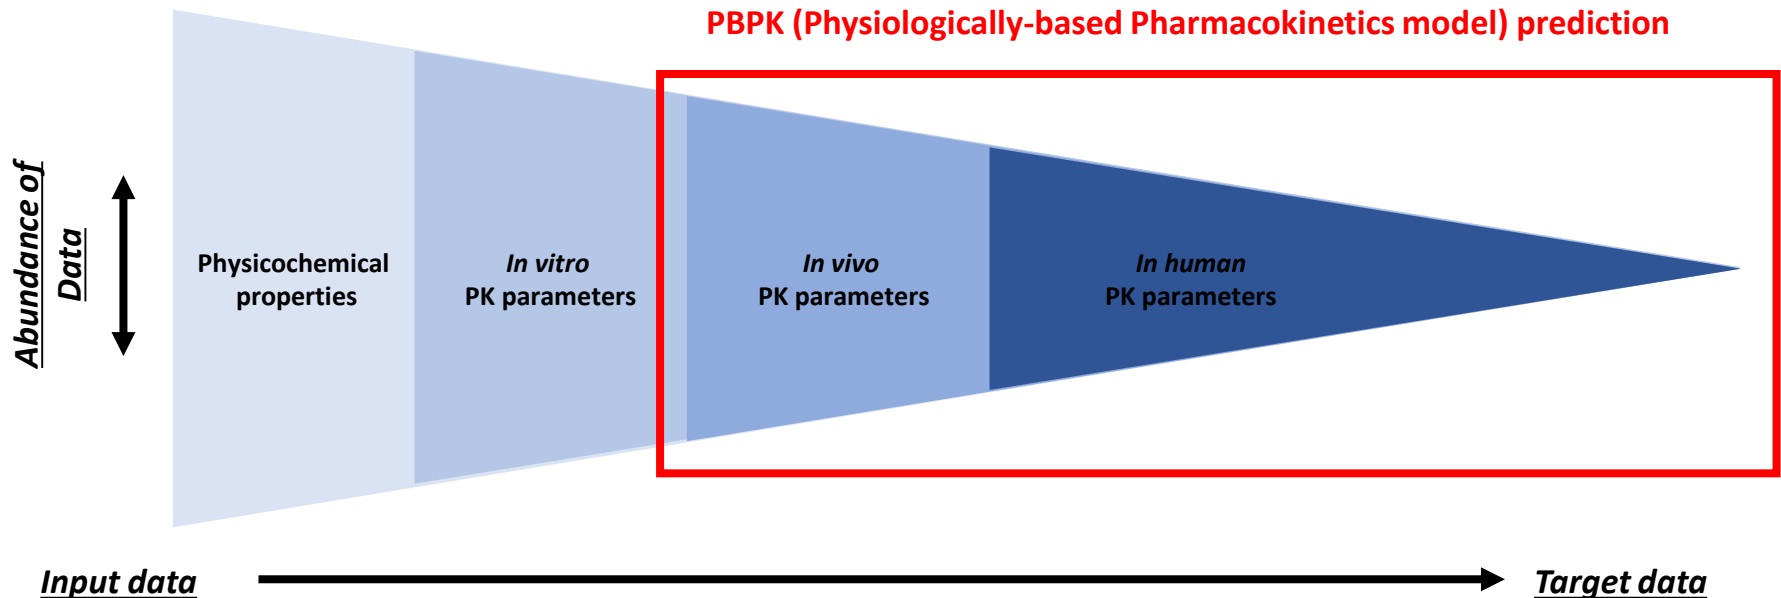 PBPK (Physiologically-based Pharmacokinetics model) prediction
Abundance of
Data
Physicochemical
properties
In vitro
PK parameters
In vivo
PK parameters
In human
PK parameters
Input data
Target data